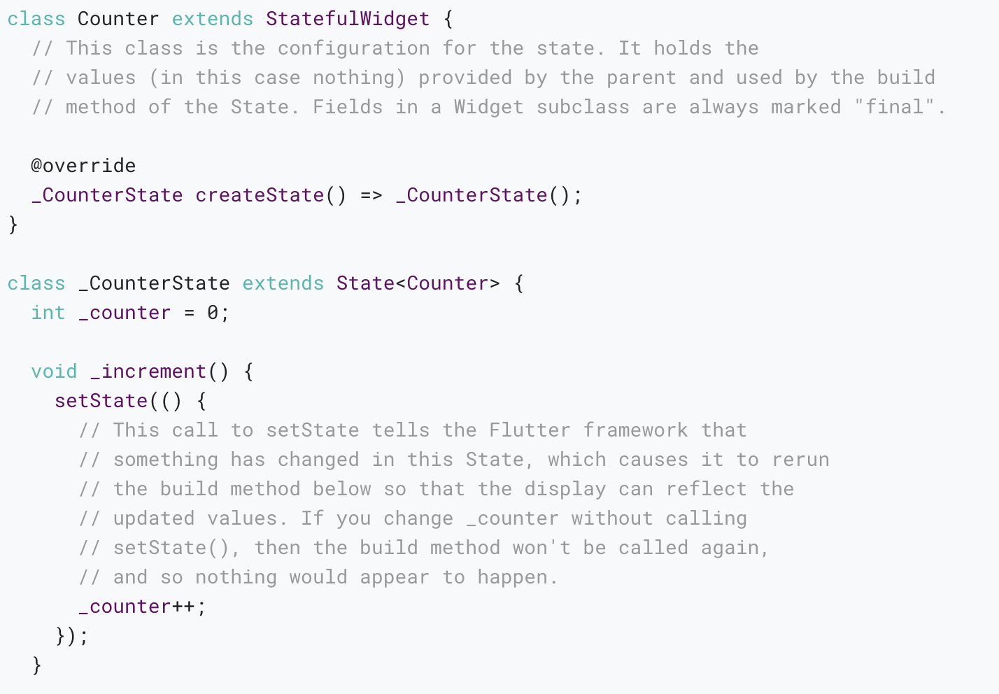 class Counter extends StatefulWidget {
  // This class is the configuration for the state. It holds the
  // values (in this case nothing) provided by the parent and used by the build
  // method of the State. Fields in a Widget subclass are always marked "final".

  @override
  _CounterState createState() => _CounterState();
}

class _CounterState extends State<Counter> {
  int _counter = 0;

  void _increment() {
    setState(() {
      // This call to setState tells the Flutter framework that
      // something has changed in this State, which causes it to rerun
      // the build method below so that the display can reflect the
      // updated values. If you change _counter without calling
      // setState(), then the build method won't be called again,
      // and so nothing would appear to happen.
      _counter++;
    });
  }